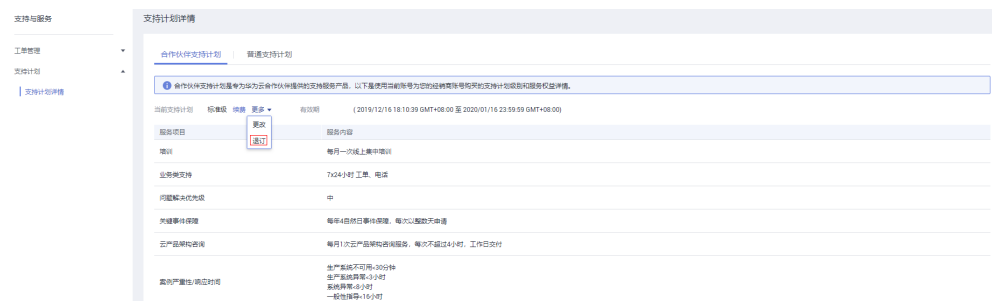 支持与服务
支持计划详情
工单管理
支持计划
支持计划详情
合作伙伴支持计划
普通支持计划
合作伙伴支持计划是专为华为云合作伙伴提供的支持服务产品，以下是使用当前账号为您的经销商账号购买的支持计划级别和服务权益详情。
当前支持计划 标准级 续费 更多 有效期 ( 2019/12/16 18:10:39 GMT+08:00 至 2020/01/16 23:59:59 GMT+08:00)
更改
退订
服务项目 服务内容
培训 每月一次线上集中培训
业务类支持 7x24小时 工单、电话
问题解决优先级 中
关键事件保障 每年4自然日事件保障，每次以整数天申请
云产品架构咨询 每月1次云产品架构咨询服务，每次不超过4小时，工作日交付
案例严重性/响应时间
生产系统不可用<30分钟
生产系统异常<3小时
系统异常<8小时
一般性指导<16小时